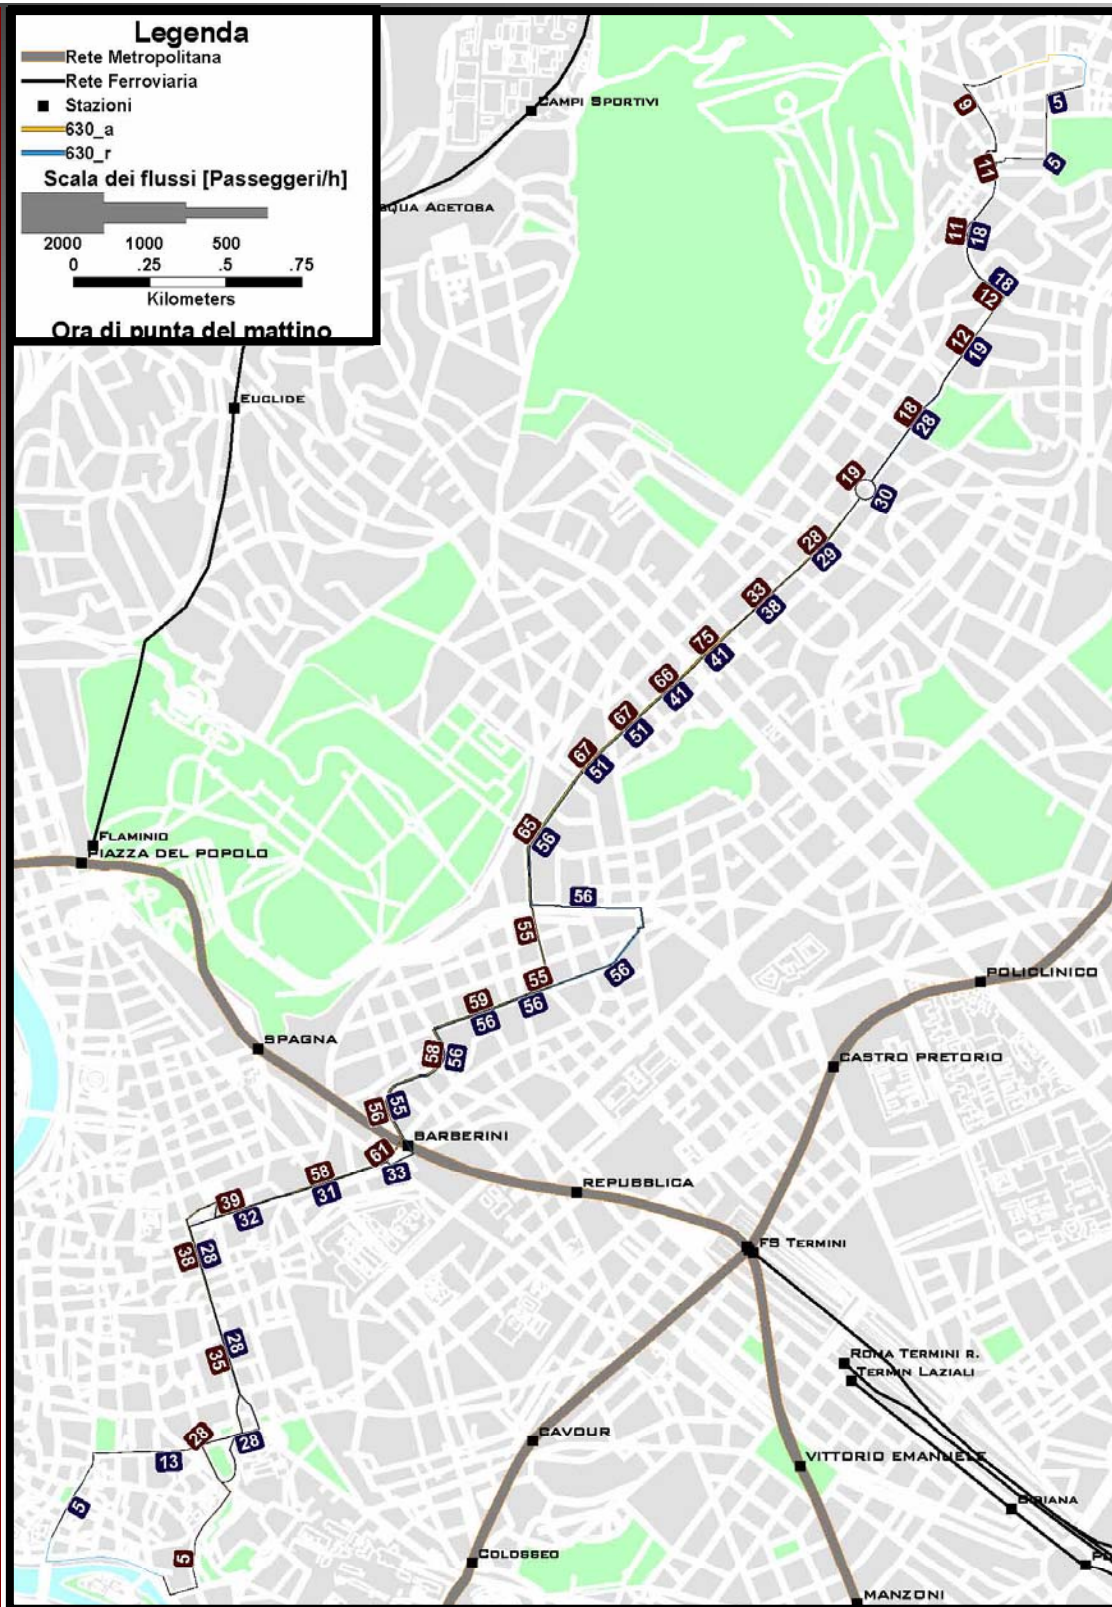 Legenda
Rete Metropolitana
Rete Ferroviaria
Stazioni
630_a
630_r
Scala dei flussi [Passeggeri/h]
2000 1000 500
0 .25 .5 .75
Kilometers
Ora di punta del mattino
CAMPI SPORTIVI
QUA ACETOBA
EUCLIDE
FLAMINIO
PIAZZA DEL POPOLO
SPAGNA
BARBERINI
REPUBBLICA
POLICLINICO
CASTRO PRETORIO
FS TERMINI
ROMA TERMINI R.
TERMIN LAZIALI
CAVOUR
VITTORIO EMANUELE
COLOSSEO
MANZONI
9
5
11
5
11
18
18
12
12
19
18
28
19
30
28
29
33
38
75
41
66
41
67
51
67
51
65
56
56
55
55
56
59
56
56
58
56
56
55
61
33
58
31
39
32
38
28
28
35
28
28
13
5
5